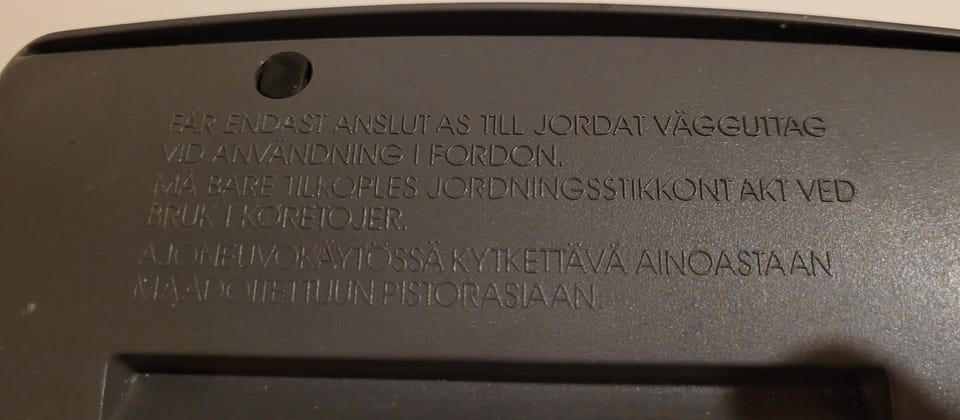 FÅR ENDAST ANSLUTAS TILL JORDAT VÄGGUTTAG
VID ANVÄNDNING I FORDON.
MÅ BARE TILKOPLES JORDNINGSSTIKKONTAKT VED
BRUK I KORETOJER.
AJONEUVOKÄYTÖSSÄ KYTKETTÄVÄ AINOASTAAN
MAADOITETTUUN PISTORASIAAN.